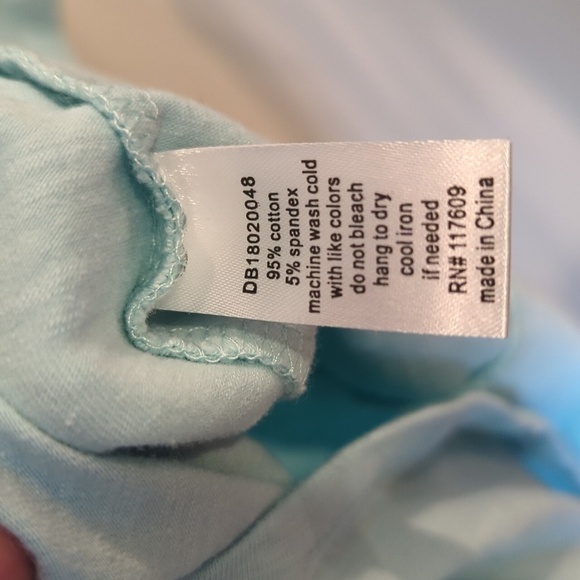 DB18020048
95% cotton
5% spandex
machine wash cold
with like colors
do not bleach
hang to dry
cool iron
if needed
RN# 117609
made in China